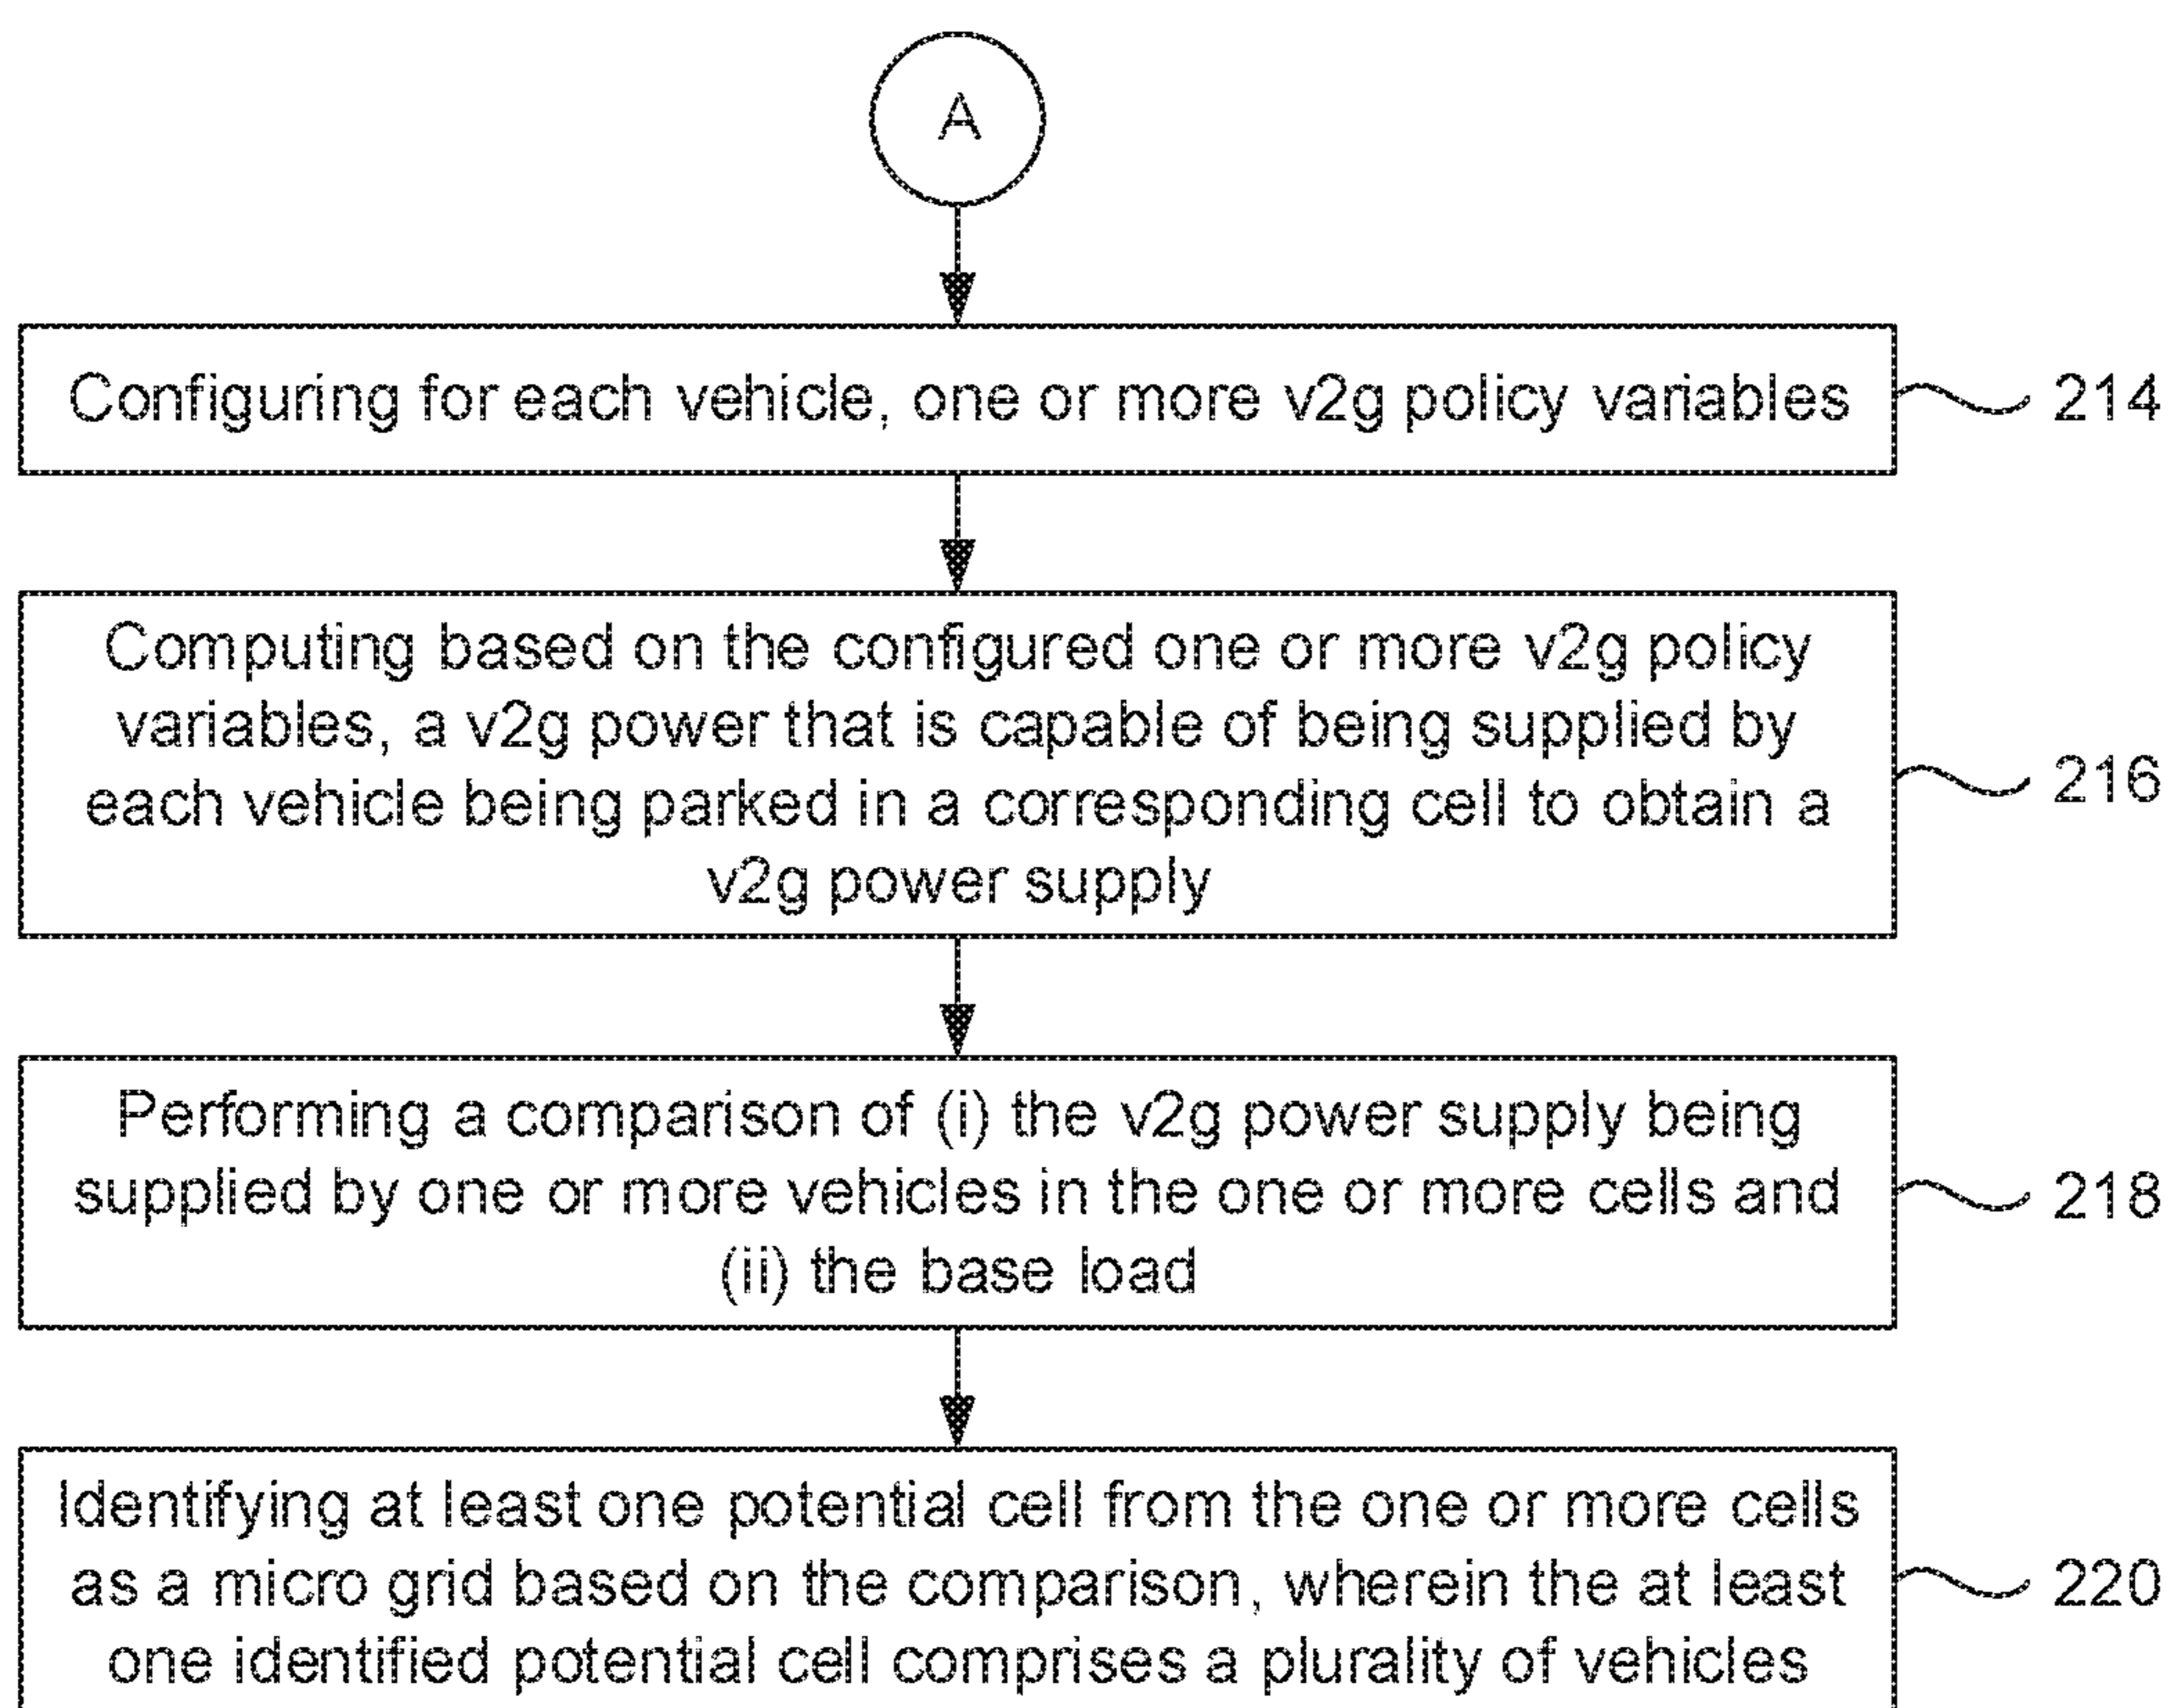 A
Configuring for each vehicle, one or more v2g policy variables
214
Computing based on the configured one or more v2g policy
variables, a v2g power that is capable of being supplied by
each vehicle being parked in a corresponding cell to obtain a
v2g power supply
216
Performing a comparison of (i) the v2g power supply being
supplied by one or more vehicles in the one or more cells and
(ii) the base load
218
Identifying at least one potential cell from the one or more cells
as a micro grid based on the comparison, wherein the at least
one identified potential cell comprises a plurality of vehicles
220